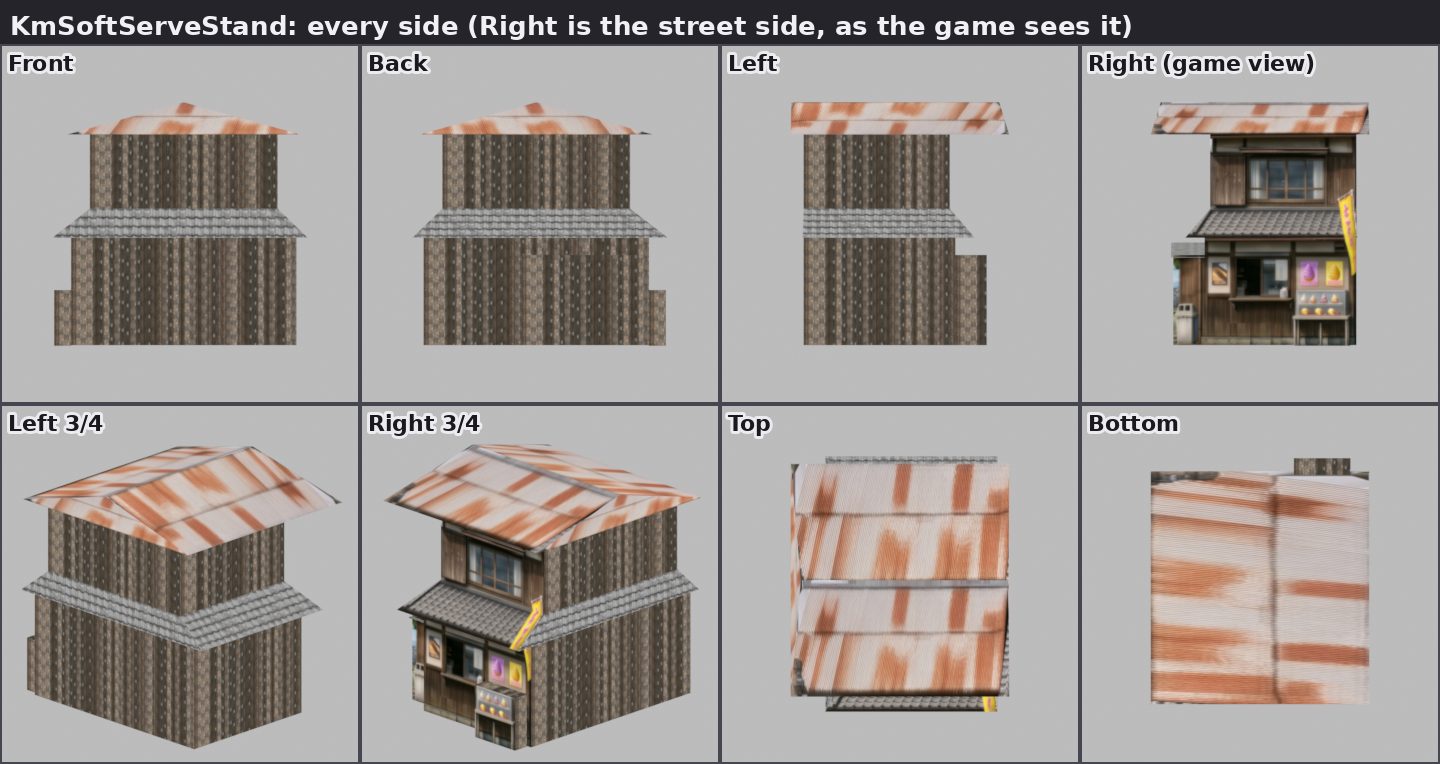 KmSoftServeStand: every side (Right is the street side, as the game sees it)
Front
Back
Left
Right (game view)
Left 3/4
Right 3/4
Top
Bottom